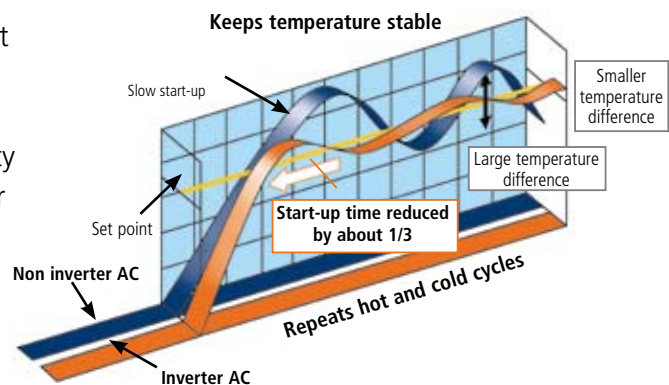 Keeps temperature stable
t
Slow start-up
Smaller
temperature
difference
ty
r
Large temperature
difference
Set point
Start-up time reduced
by about 1/3
Non inverter AC
Repeats hot and cold cycles
Inverter AC